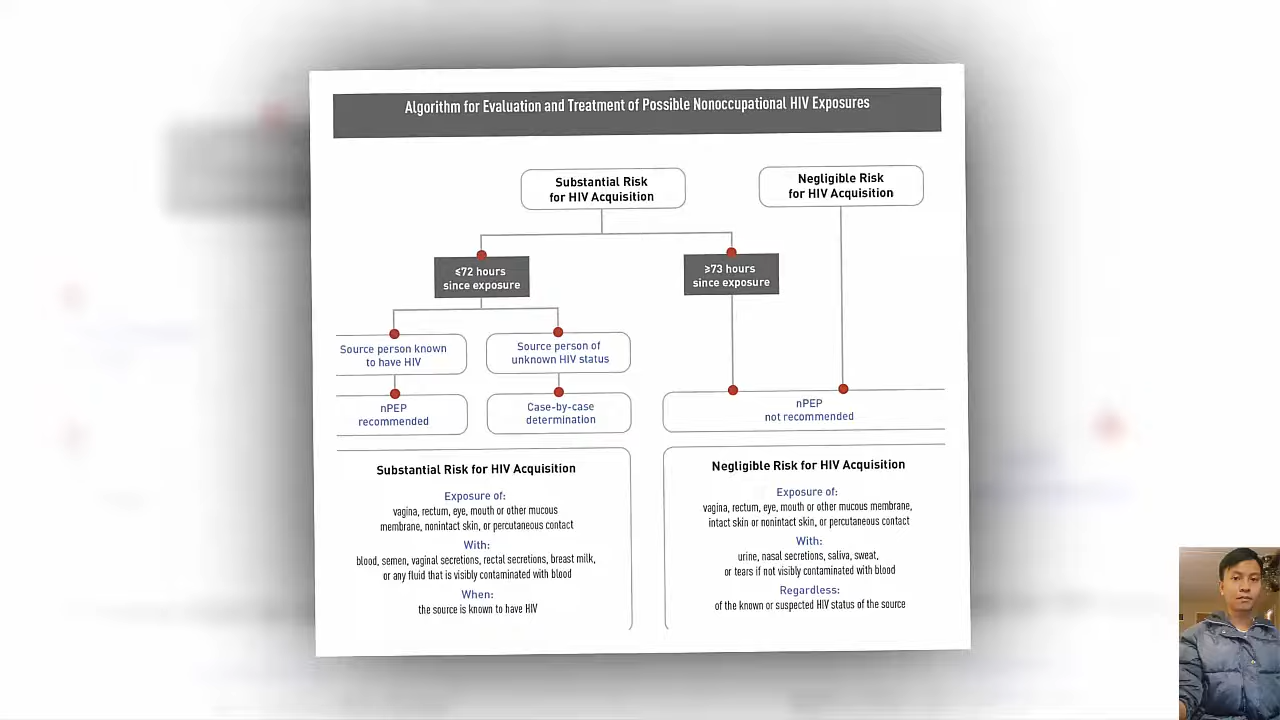 Algorithm for Evaluation and Treatment of Possible Nonoccupational HIV Exposures
Substantial Risk
for HIV Acquisition
Negligible Risk
for HIV Acquisition
≤72 hours
since exposure
≥73 hours
since exposure
Source person known
to have HIV
Source person of
unknown HIV status
nPEP
recommended
Case-by-case
determination
nPEP
not recommended
Substantial Risk for HIV Acquisition
Exposure of:
vagina, rectum, eye, mouth or other mucous
membrane, nonintact skin, or percutaneous contact
With:
blood, semen, vaginal secretions, rectal secretions, breast milk,
or any fluid that is visibly contaminated with blood
When:
the source is known to have HIV
Negligible Risk for HIV Acquisition
Exposure of:
vagina, rectum, eye, mouth or other mucous membrane,
intact skin or nonintact skin, or percutaneous contact
With:
urine, nasal secretions, saliva, sweat,
or tears if not visibly contaminated with blood
Regardless:
of the known or suspected HIV status of the source